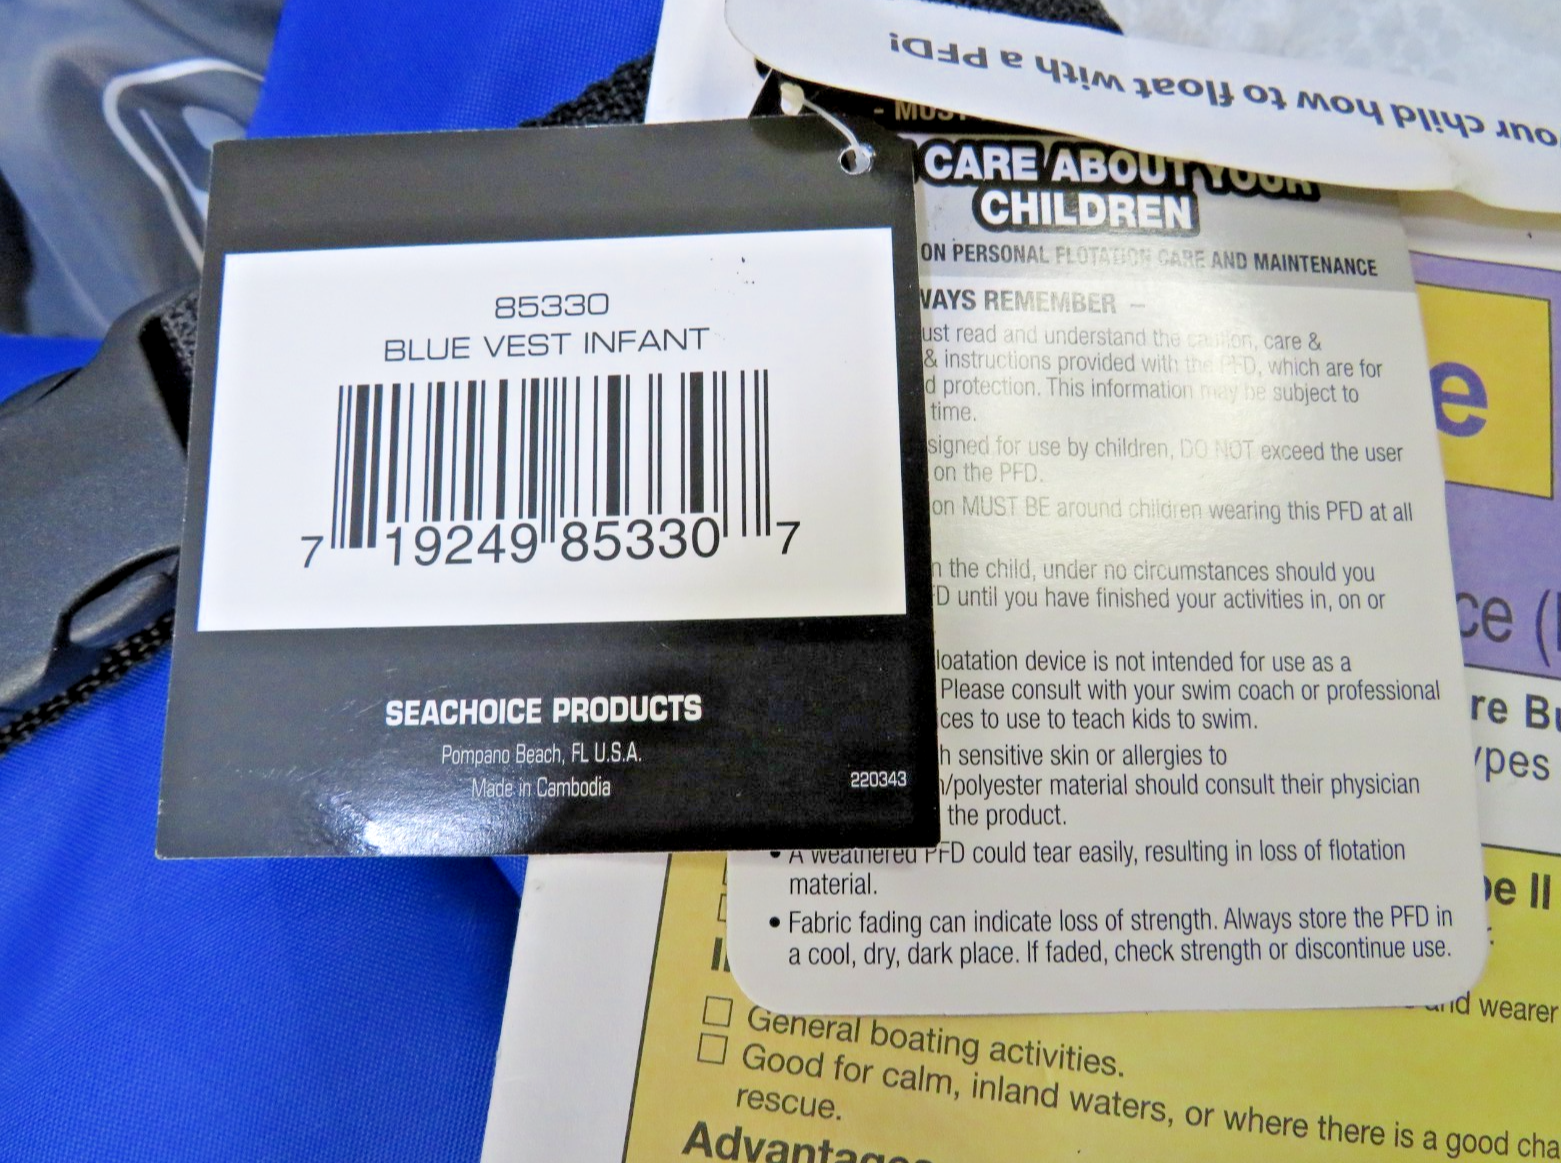 85330
BLUE VEST INFANT
7 19249 85330 7
SEACHOICE PRODUCTS
Pompano Beach, FL U.S.A.
Made in Cambodia
220343
our child how to float with a PFD!
- MUST
CARE ABOUT YOUR
CHILDREN
ON PERSONAL FLOTATION CARE AND MAINTENANCE
WAYS REMEMBER –
ust read and understand the caution, care &
& instructions provided with the PFD, which are for
d protection. This information may be subject to
time.
signed for use by children, DO NOT exceed the user
on the PFD.
on MUST BE around children wearing this PFD at all
n the child, under no circumstances should you
FD until you have finished your activities in, on or
loatation device is not intended for use as a
Please consult with your swim coach or professional
ces to use to teach kids to swim.
h sensitive skin or allergies to
n/polyester material should consult their physician
the product.
• A weathered PFD could tear easily, resulting in loss of flotation
material.
• Fabric fading can indicate loss of strength. Always store the PFD in
a cool, dry, dark place. If faded, check strength or discontinue use.
e
ce (
re Bu
ypes
pe II
and wearer
General boating activities.
Good for calm, inland waters, or where there is a good cha
rescue.
Advantages